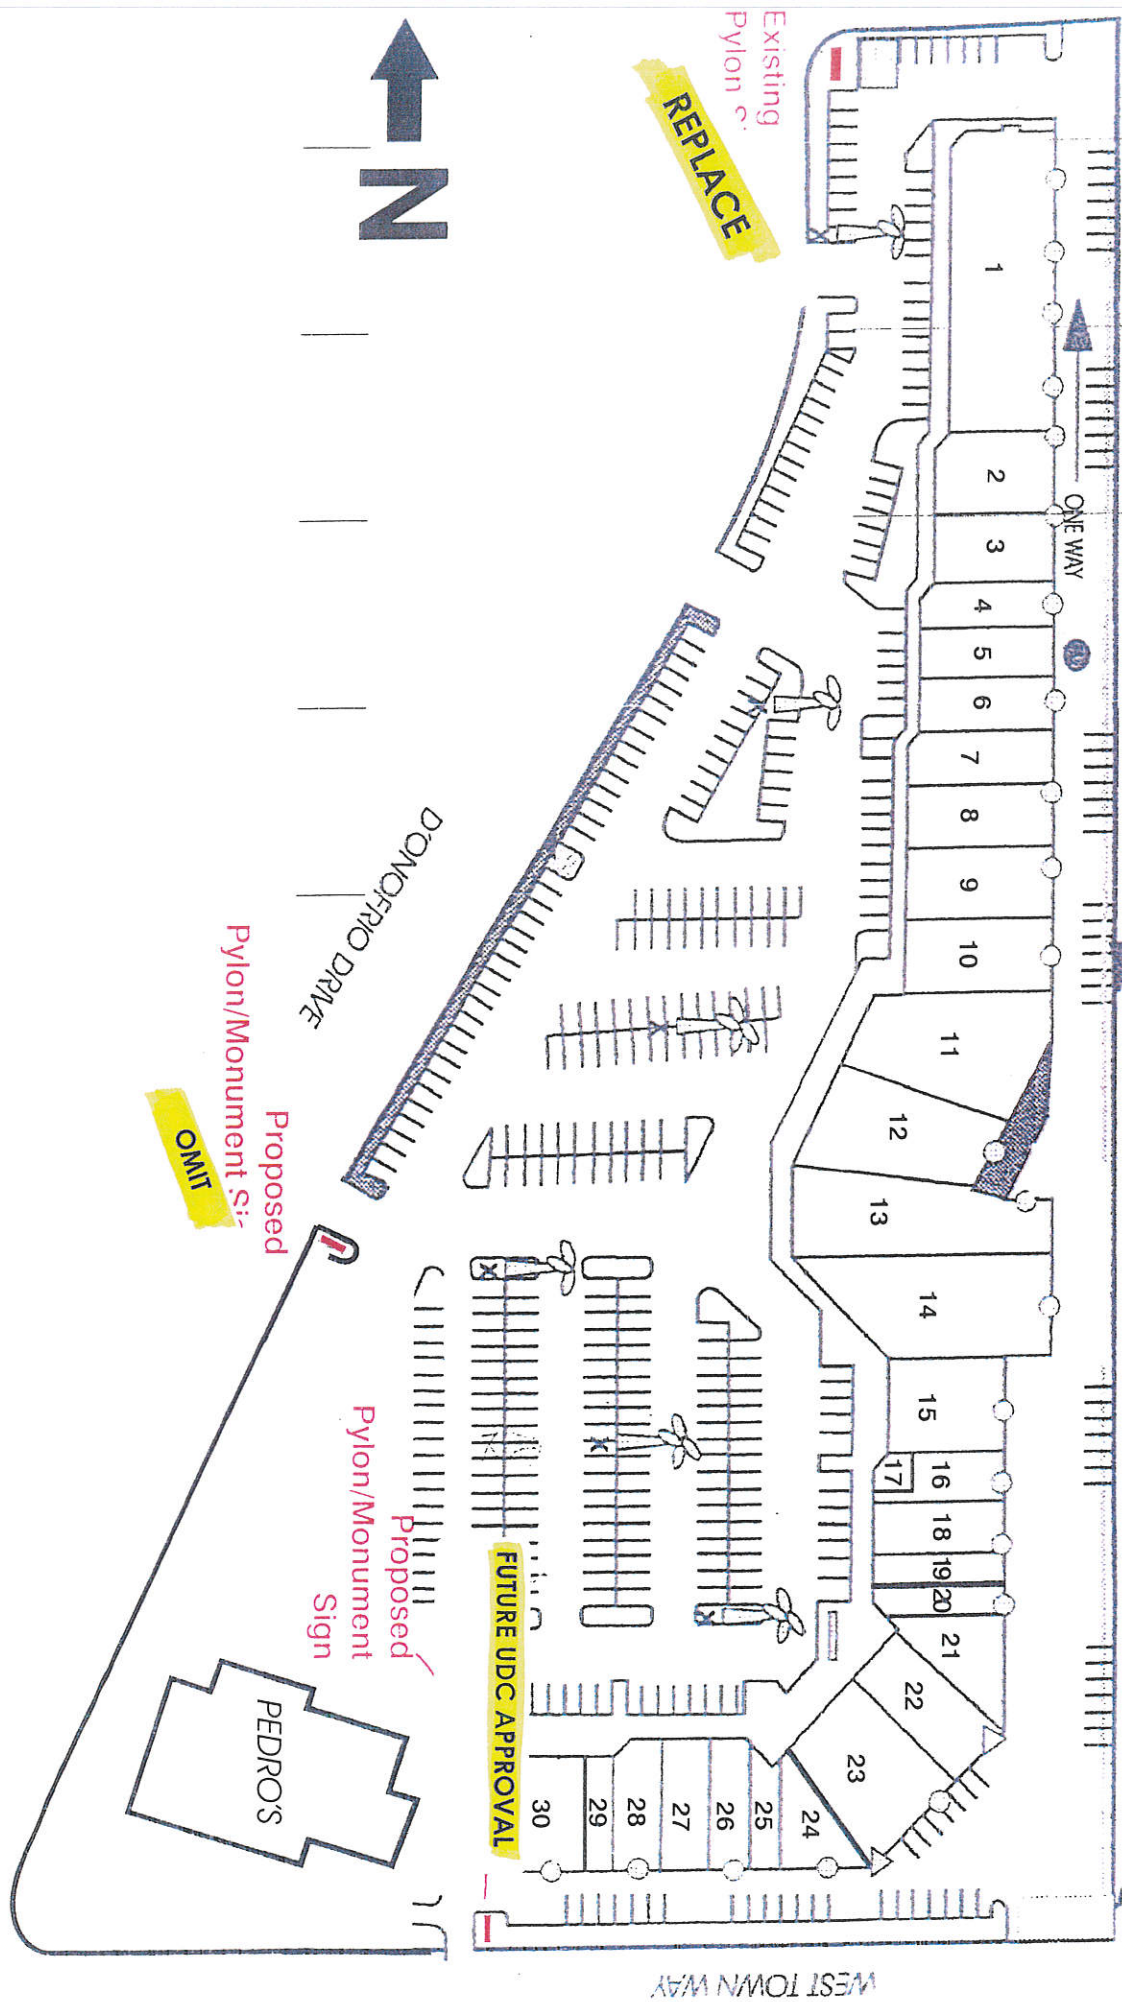 Existing
Pylon
REPLACE
N
1
2
3
ONE WAY
4
5
6
7
8
9
10
11
12
13
14
15
16
17
18
19
20
21
22
23
24
25
26
27
28
29
30
D'ONOFRIO DRIVE
Proposed
Pylon/Monument
OMIT
Proposed
Pylon/Monument
Sign
FUTURE UDC APPROVAL
PEDRO'S
WEST TOWN WAY